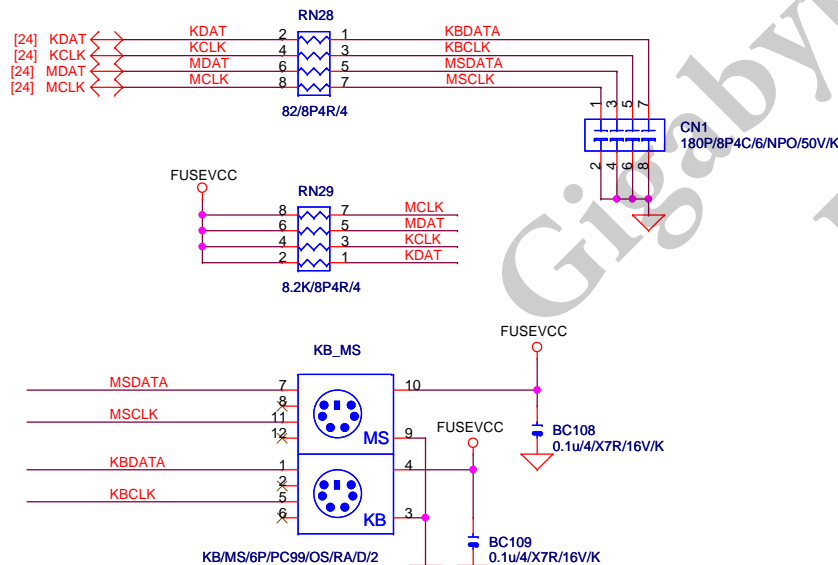 RN28
[24] KDAT KDAT 2 1 KBDATA
[24] KCLK KCLK 4 3 KBCLK
[24] MDAT MDAT 6 5 MSDATA
[24] MCLK MCLK 8 7 MSCLK
82/8P4R/4
1 3 5 7
CN1
180P/8P4C/6/NPO/50V/K
2 4 6 8
FUSEVCC
RN29
8 7 MCLK
6 5 MDAT
4 3 KCLK
2 1 KDAT
8.2K/8P4R/4
Gigaby
FUSEVCC
KB_MS
MSDATA 7 10
8
MSCLK 11
12 MS 9
FUSEVCC
BC108
0.1u/4/X7R/16V/K
KBDATA 1 4
2
KBCLK 5
6 KB 3
BC109
0.1u/4/X7R/16V/K
KB/MS/6P/PC99/OS/RA/D/2